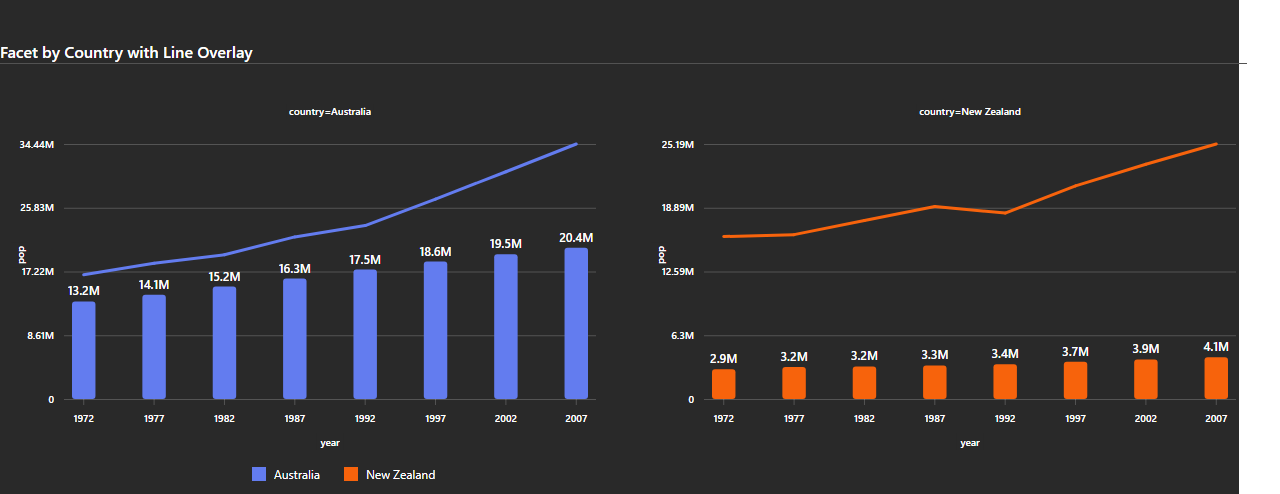 Facet by Country with Line Overlay
country=Australia
34.44M
25.83M
17.22M
8.61M
0
pop
13.2M 14.1M 15.2M 16.3M 17.5M 18.6M 19.5M 20.4M
1972 1977 1982 1987 1992 1997 2002 2007
year
country=New Zealand
25.19M
18.89M
12.59M
6.3M
0
pop
2.9M 3.2M 3.2M 3.3M 3.4M 3.7M 3.9M 4.1M
1972 1977 1982 1987 1992 1997 2002 2007
year
Australia New Zealand